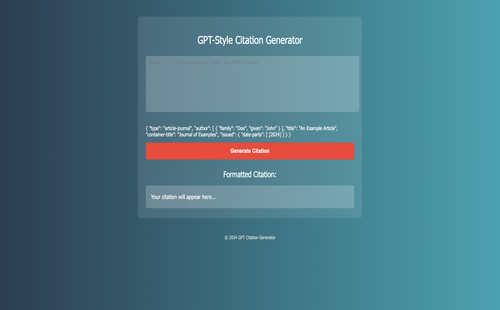 GPT-Style Citation Generator
{ "type": "article-journal", "author": [ { "family": "Doe", "given": "John" } ], "title": "An Example Article",
"container-title": "Journal of Examples", "issued": { "date-parts": [ [2024] ] } }
Generate Citation
Formatted Citation:
Your citation will appear here...
© 2024 GPT Citation Generator